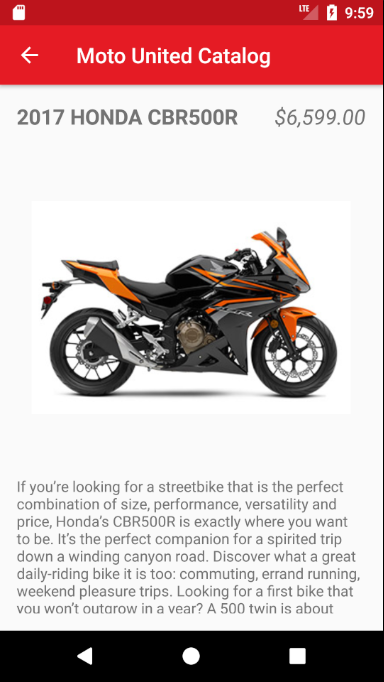 LTE 9:59
Moto United Catalog
2017 HONDA CBR500R $6,599.00
If you're looking for a streetbike that is the perfect
combination of size, performance, versatility and
price, Honda's CBR500R is exactly where you want
to be. It's the perfect companion for a spirited trip
down a winding canyon road. Discover what a great
daily-riding bike it is too: commuting, errand running,
weekend pleasure trips. Looking for a first bike that
you won't outgrow in a year? A 500 twin is about